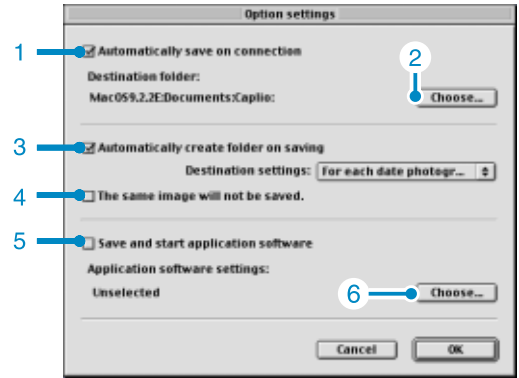 Option settings
1 Automatically save on connection
2
Destination folder:
MacOS9.2.2E:Documents:Caplio: Choose...
3 Automatically create folder on saving
Destination settings: For each date photogr...
4 The same image will not be saved.
5 Save and start application software
Application software settings:
Unselected 6 Choose...
Cancel OK